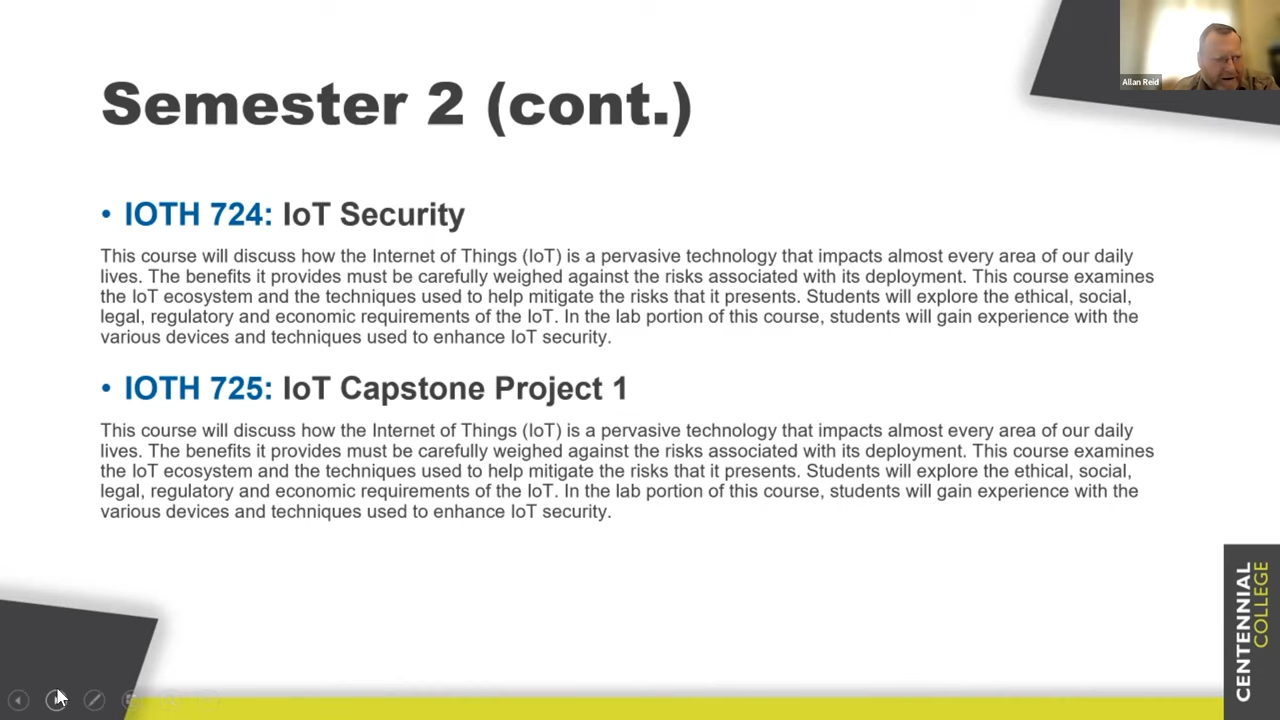 Allan Reid
Semester 2 (cont.)
• IOTH 724: IoT Security
This course will discuss how the Internet of Things (IoT) is a pervasive technology that impacts almost every area of our daily
lives. The benefits it provides must be carefully weighed against the risks associated with its deployment. This course examines
the IoT ecosystem and the techniques used to help mitigate the risks that it presents. Students will explore the ethical, social,
legal, regulatory and economic requirements of the IoT. In the lab portion of this course, students will gain experience with the
various devices and techniques used to enhance IoT security.
• IOTH 725: IoT Capstone Project 1
This course will discuss how the Internet of Things (IoT) is a pervasive technology that impacts almost every area of our daily
lives. The benefits it provides must be carefully weighed against the risks associated with its deployment. This course examines
the IoT ecosystem and the techniques used to help mitigate the risks that it presents. Students will explore the ethical, social,
legal, regulatory and economic requirements of the IoT. In the lab portion of this course, students will gain experience with the
various devices and techniques used to enhance IoT security.
CENTENNIAL
COLLEGE